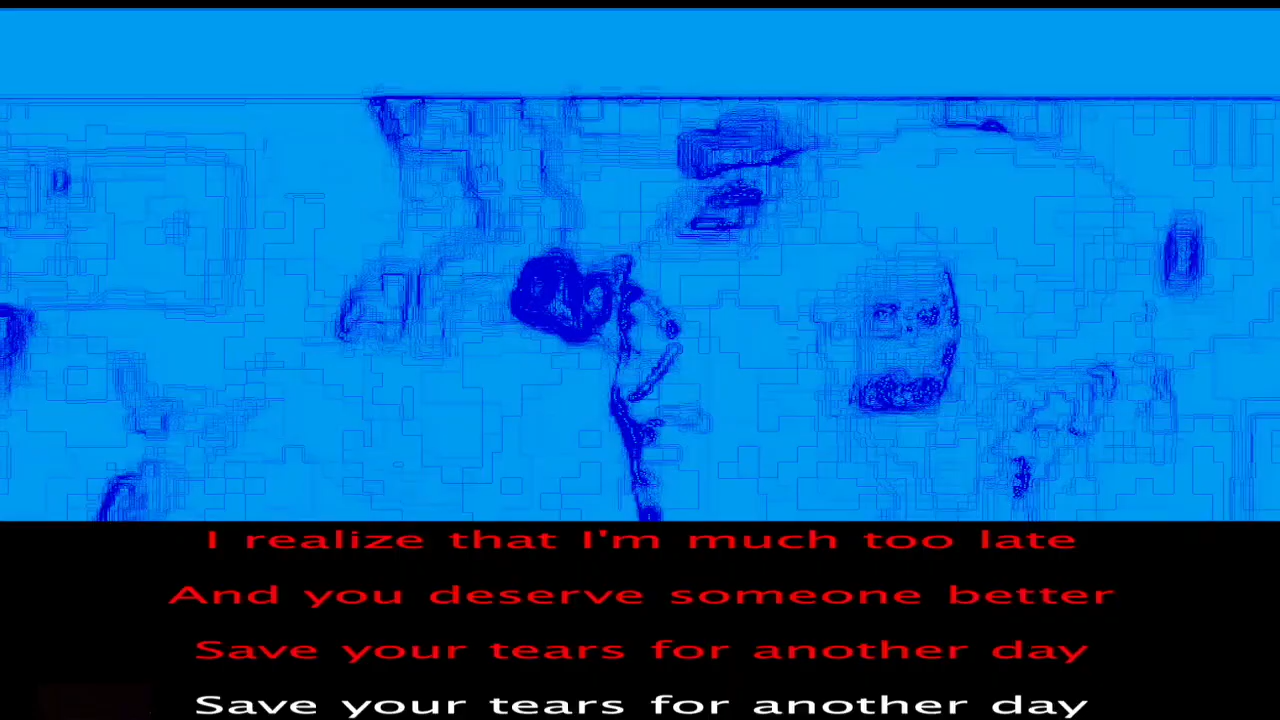 I realize that I'm much too late
And you deserve someone better
Save your tears for another day
Save your tears for another day